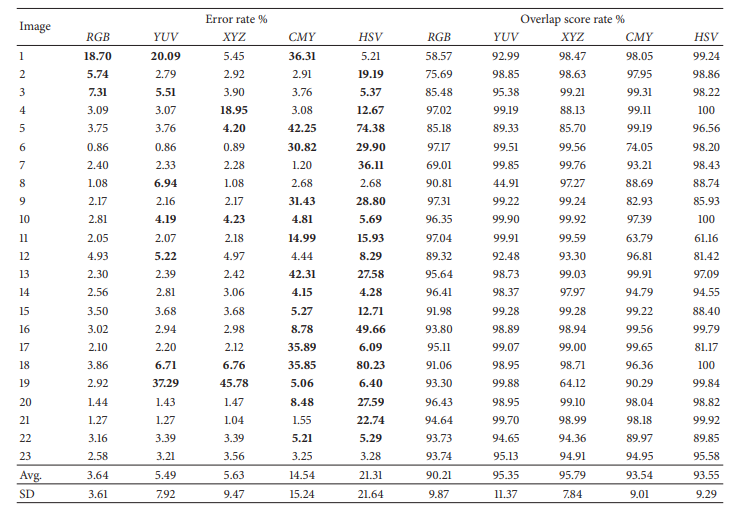 Image Error rate % Overlap score rate %
RGB YUV XYZ CMY HSV RGB YUV XYZ CMY HSV
1 18.70 20.09 5.45 36.31 5.21 58.57 92.99 98.47 98.05 99.24
2 5.74 2.79 2.92 2.91 19.19 75.69 98.85 98.63 97.95 98.86
3 7.31 5.51 3.90 3.76 5.37 85.48 95.38 99.21 99.31 98.22
4 3.09 3.07 18.95 3.08 12.67 97.02 99.19 88.13 99.11 100
5 3.75 3.76 4.20 42.25 74.38 85.18 89.33 85.70 99.19 96.56
6 0.86 0.86 0.89 30.82 29.90 97.17 99.51 99.56 74.05 98.20
7 2.40 2.33 2.28 1.20 36.11 69.01 99.85 99.76 93.21 98.43
8 1.08 6.94 1.08 2.68 2.68 90.81 44.91 97.27 88.69 88.74
9 2.17 2.16 2.17 31.43 28.80 97.31 99.22 99.24 82.93 85.93
10 2.81 4.19 4.23 4.81 5.69 96.35 99.90 99.92 97.39 100
11 2.05 2.07 2.18 14.99 15.93 97.04 99.91 99.59 63.79 61.16
12 4.93 5.22 4.97 4.44 8.29 89.32 92.48 93.30 96.81 81.42
13 2.30 2.39 2.42 42.31 27.58 95.64 98.73 99.03 99.91 97.09
14 2.56 2.81 3.06 4.15 4.28 96.41 98.37 97.97 94.79 94.55
15 3.50 3.68 3.68 5.27 12.71 91.98 99.28 99.28 99.22 88.40
16 3.02 2.94 2.98 8.78 49.66 93.80 98.89 98.94 99.56 99.79
17 2.10 2.20 2.12 35.89 6.09 95.11 99.07 99.00 99.65 81.17
18 3.86 6.71 6.76 35.85 80.23 91.06 98.95 98.71 96.36 100
19 2.92 37.29 45.78 5.06 6.40 93.30 99.88 64.12 90.29 99.84
20 1.44 1.43 1.47 8.48 27.59 96.43 98.95 99.10 98.04 98.82
21 1.27 1.27 1.04 1.55 22.74 94.64 99.70 98.99 98.18 99.92
22 3.16 3.39 3.39 5.21 5.29 93.73 94.65 94.36 89.97 89.85
23 2.58 3.21 3.56 3.25 3.28 93.74 95.13 94.91 94.95 95.58
Avg. 3.64 5.49 5.63 14.54 21.31 90.21 95.35 95.79 93.54 93.55
SD 3.61 7.92 9.47 15.24 21.64 9.87 11.37 7.84 9.01 9.29